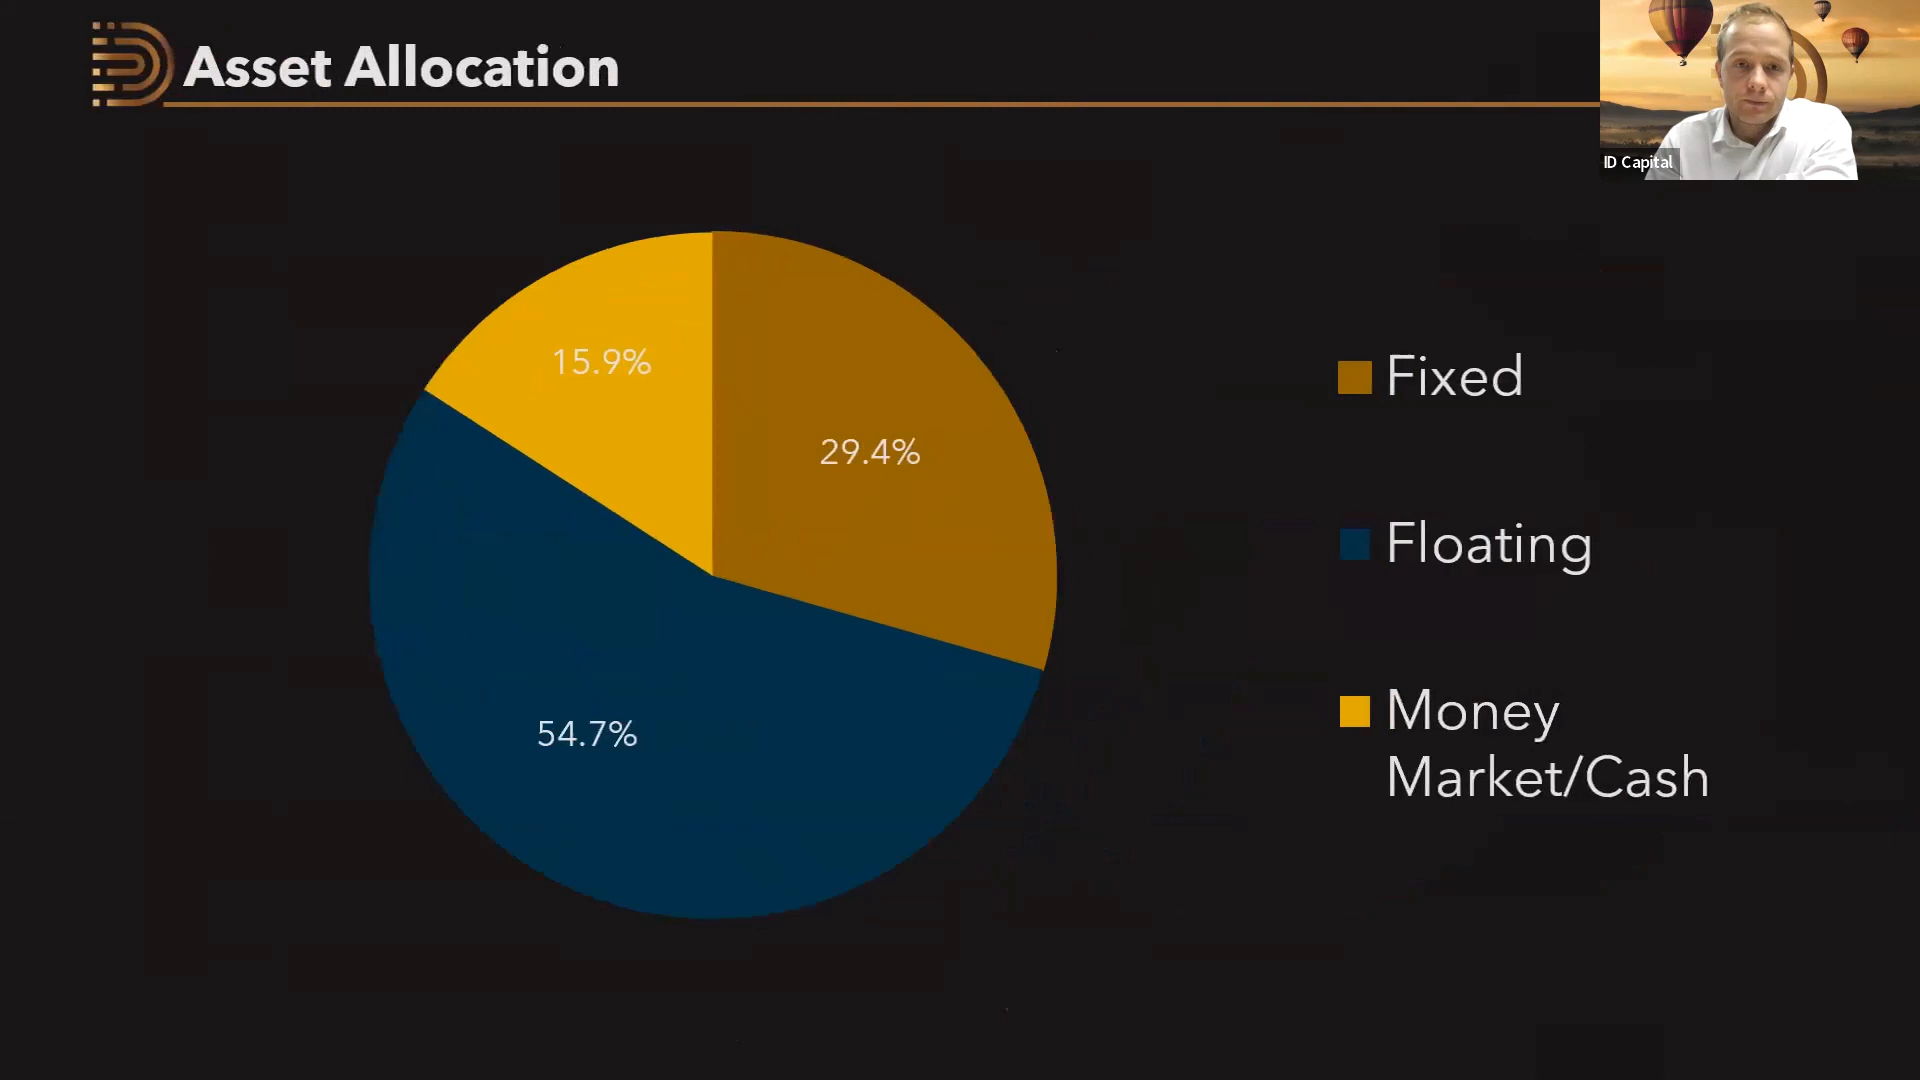 Asset Allocation
ID Capital
15.9%
29.4%
54.7%
Fixed
Floating
Money
Market/Cash